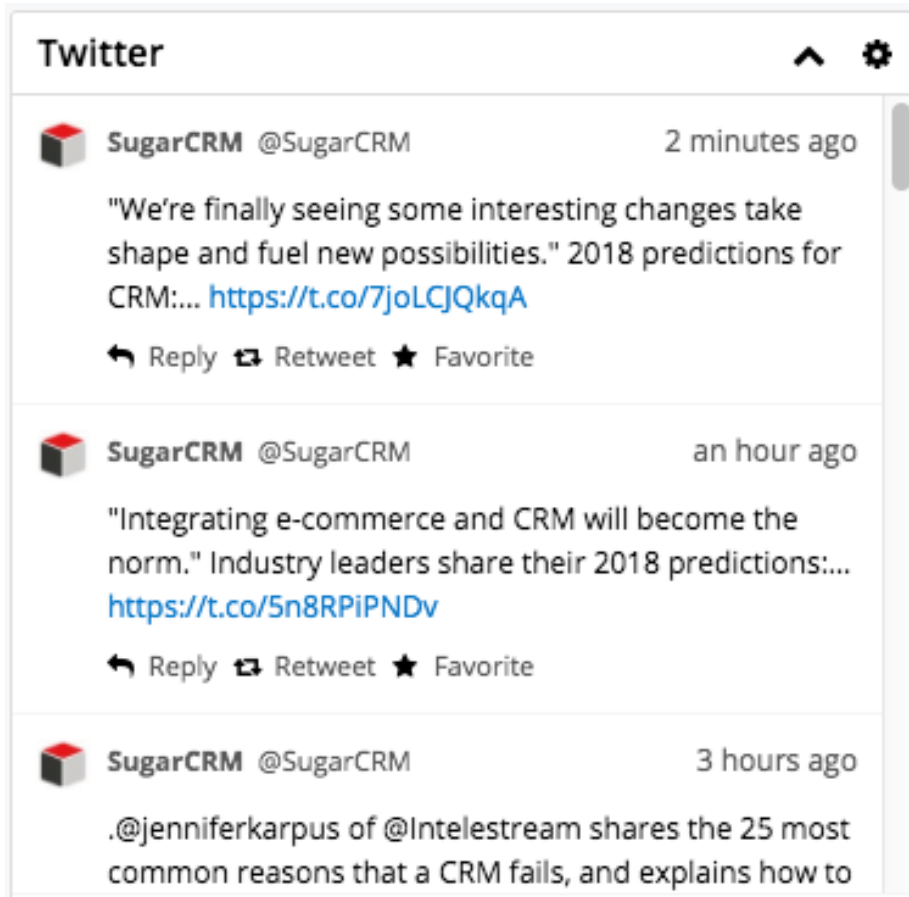 Twitter
SugarCRM @SugarCRM 2 minutes ago
"We're finally seeing some interesting changes take
shape and fuel new possibilities." 2018 predictions for
CRM:... https://t.co/7joLCJQkqA
Reply Retweet Favorite
SugarCRM @SugarCRM an hour ago
"Integrating e-commerce and CRM will become the
norm." Industry leaders share their 2018 predictions:...
https://t.co/5n8RPiPNDv
Reply Retweet Favorite
SugarCRM @SugarCRM 3 hours ago
.@jenniferkarpus of @Intelestream shares the 25 most
common reasons that a CRM fails, and explains how to